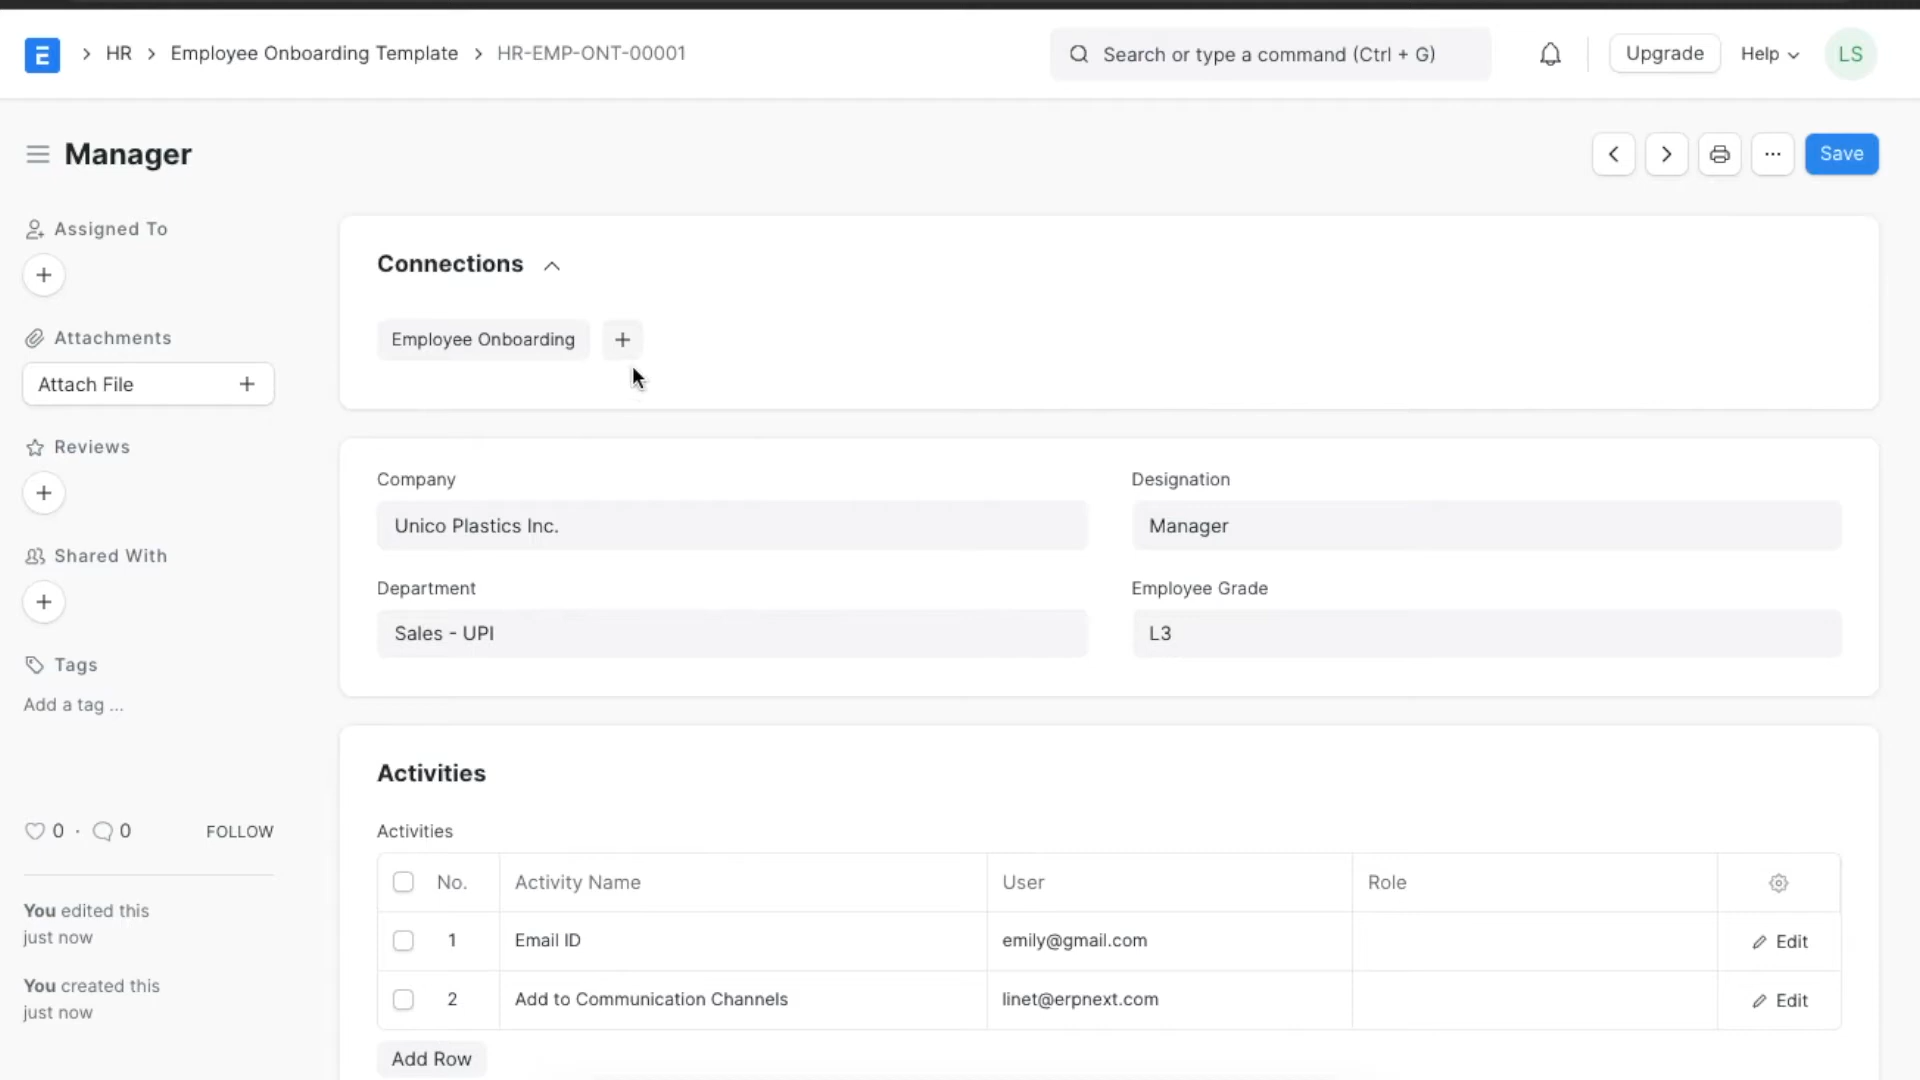 HR > Employee Onboarding Template > HR-EMP-ONT-00001
Search or type a command (Ctrl + G)
Upgrade
Help
LS
Manager
Save
Assigned To
Attachments
Attach File
Reviews
Shared With
Tags
Add a tag ...
0 · 0 FOLLOW
You edited this
just now
You created this
just now
Connections
Employee Onboarding
Company
Unico Plastics Inc.
Designation
Manager
Department
Sales - UPI
Employee Grade
L3
Activities
Activities
No. Activity Name User Role
1 Email ID emily@gmail.com Edit
2 Add to Communication Channels linet@erpnext.com Edit
Add Row